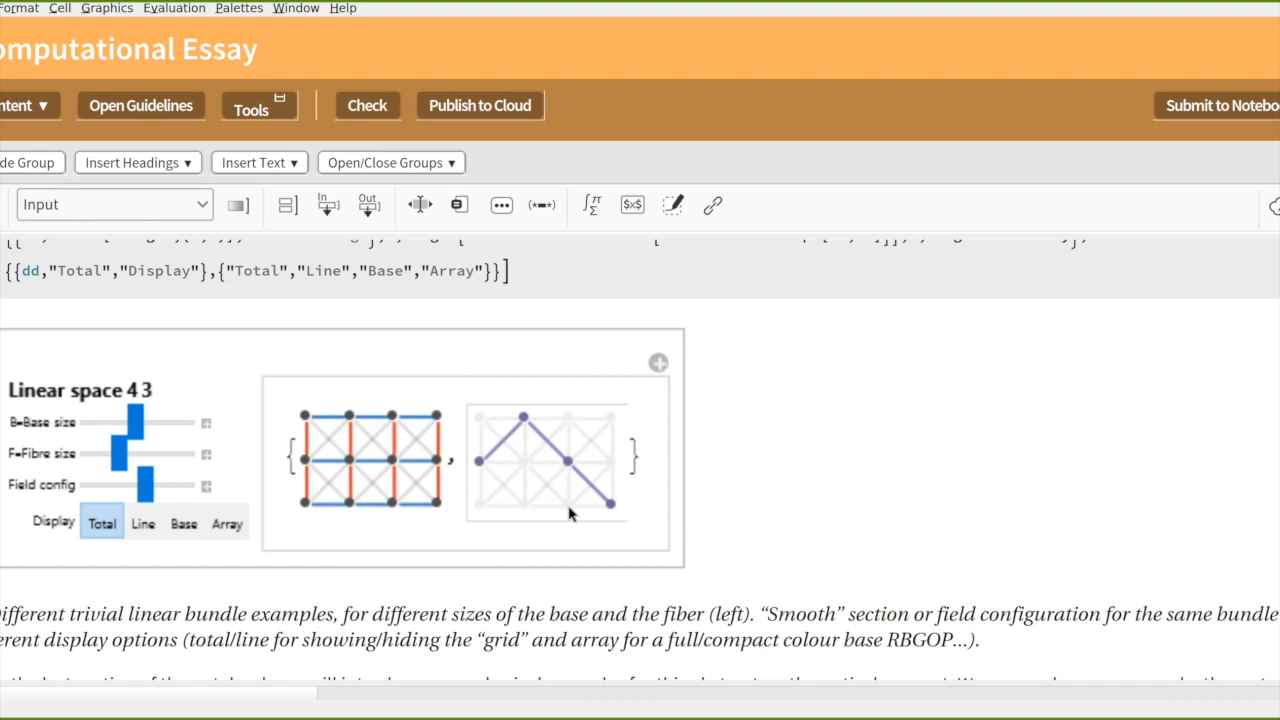 Format Cell Graphics Evaluation Palettes Window Help
omputational Essay
ntent ▼ Open Guidelines Tools Check Publish to Cloud Submit to Notebo
de Group Insert Headings ▼ Insert Text ▼ Open/Close Groups ▼
Input In Out $x$
{{dd,"Total","Display"},{"Total","Line","Base","Array"}}]
Linear space 4 3
B=Base size
F=Fibre size
Field config
Display Total Line Base Array
{ , }
ifferent trivial linear bundle examples, for different sizes of the base and the fiber (left). “Smooth” section or field configuration for the same bundle
erent display options (total/line for showing/hiding the “grid” and array for a full/compact colour base RBGOP...).